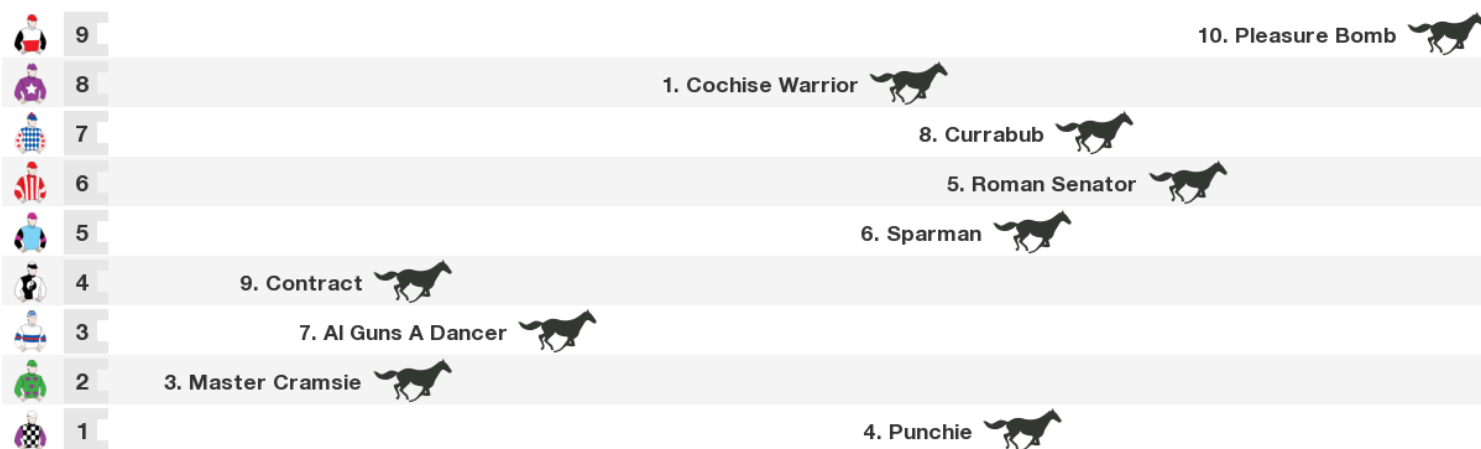 9 10. Pleasure Bomb
8 1. Cochise Warrior
7 8. Currabub
6 5. Roman Senator
5 6. Sparman
4 9. Contract
3 7. Al Guns A Dancer
2 3. Master Cramsie
1 4. Punchie